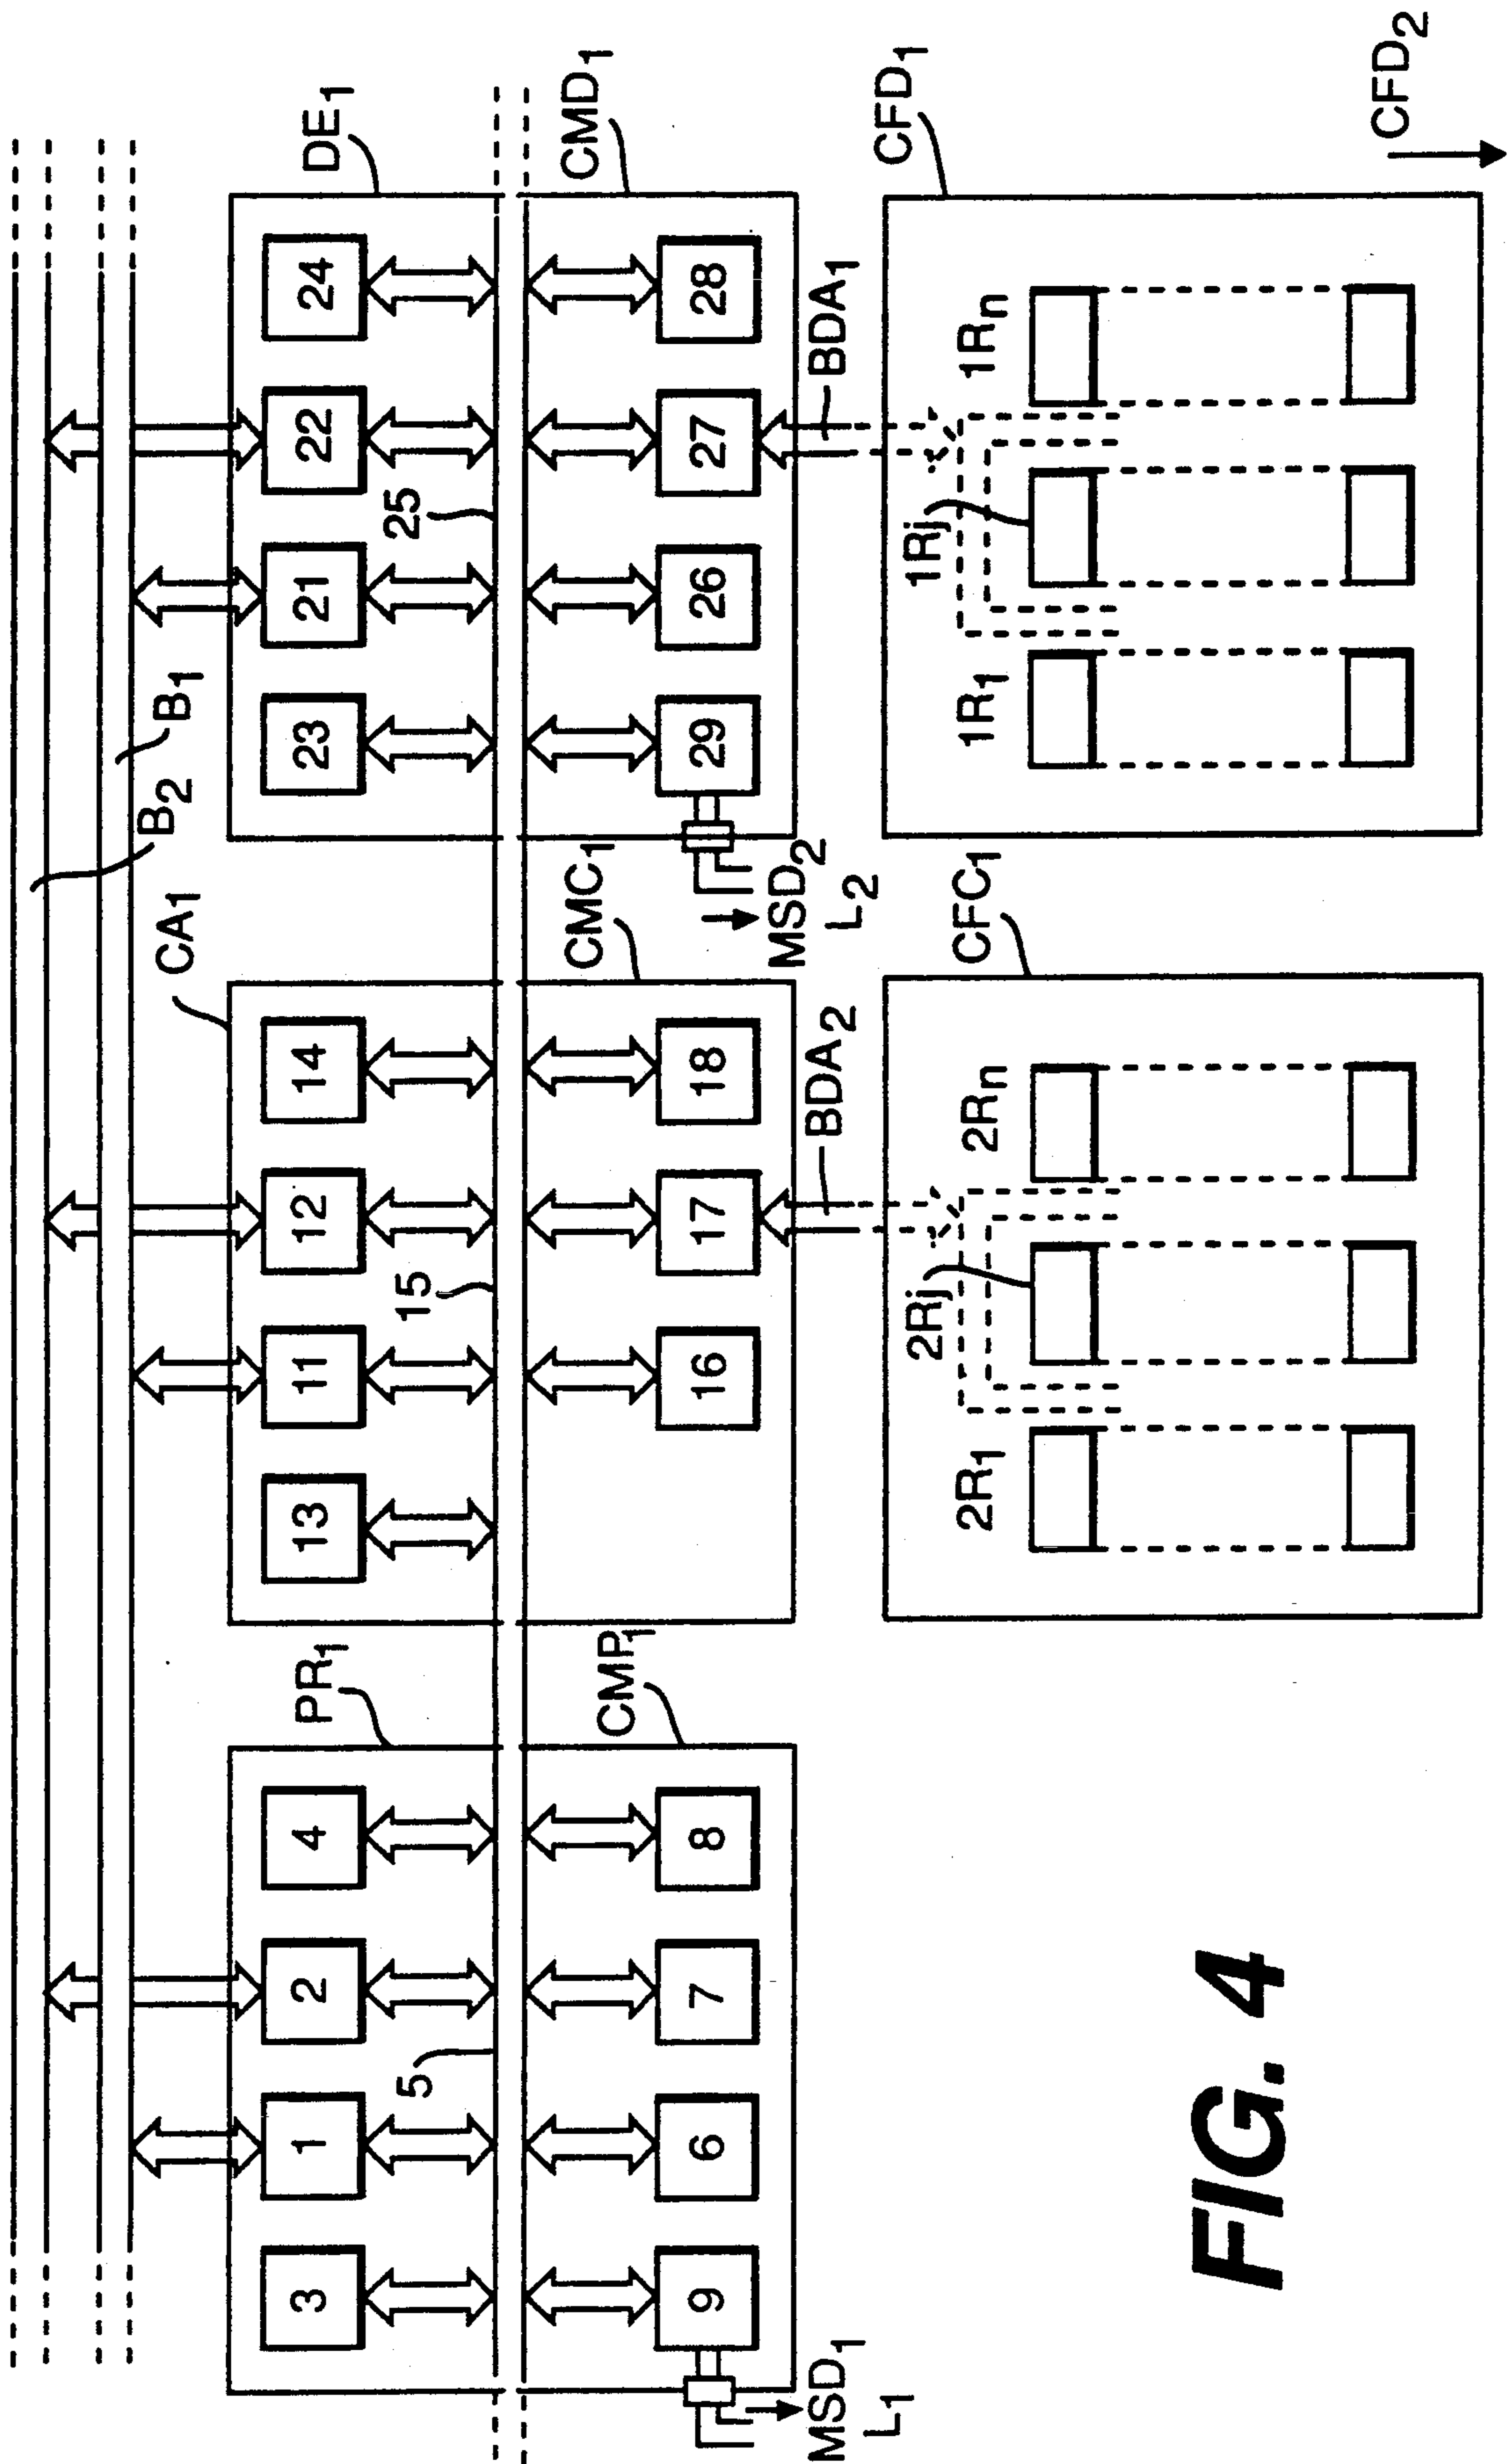 B₂
B₁
PR₁
CA₁
DE₁
3
1
2
4
13
11
12
14
23
21
22
24
5
15
25
9
6
7
8
16
17
18
29
26
27
28
CMP₁
CMC₁
CMD₁
MSD₁
L₁
MSD₂
L₂
BDA₂
BDA₁
CFC₁
CFD₁
2R₁
2Rj
2Rn
1R₁
1Rj
1Rn
CFD₂
FIG. 4